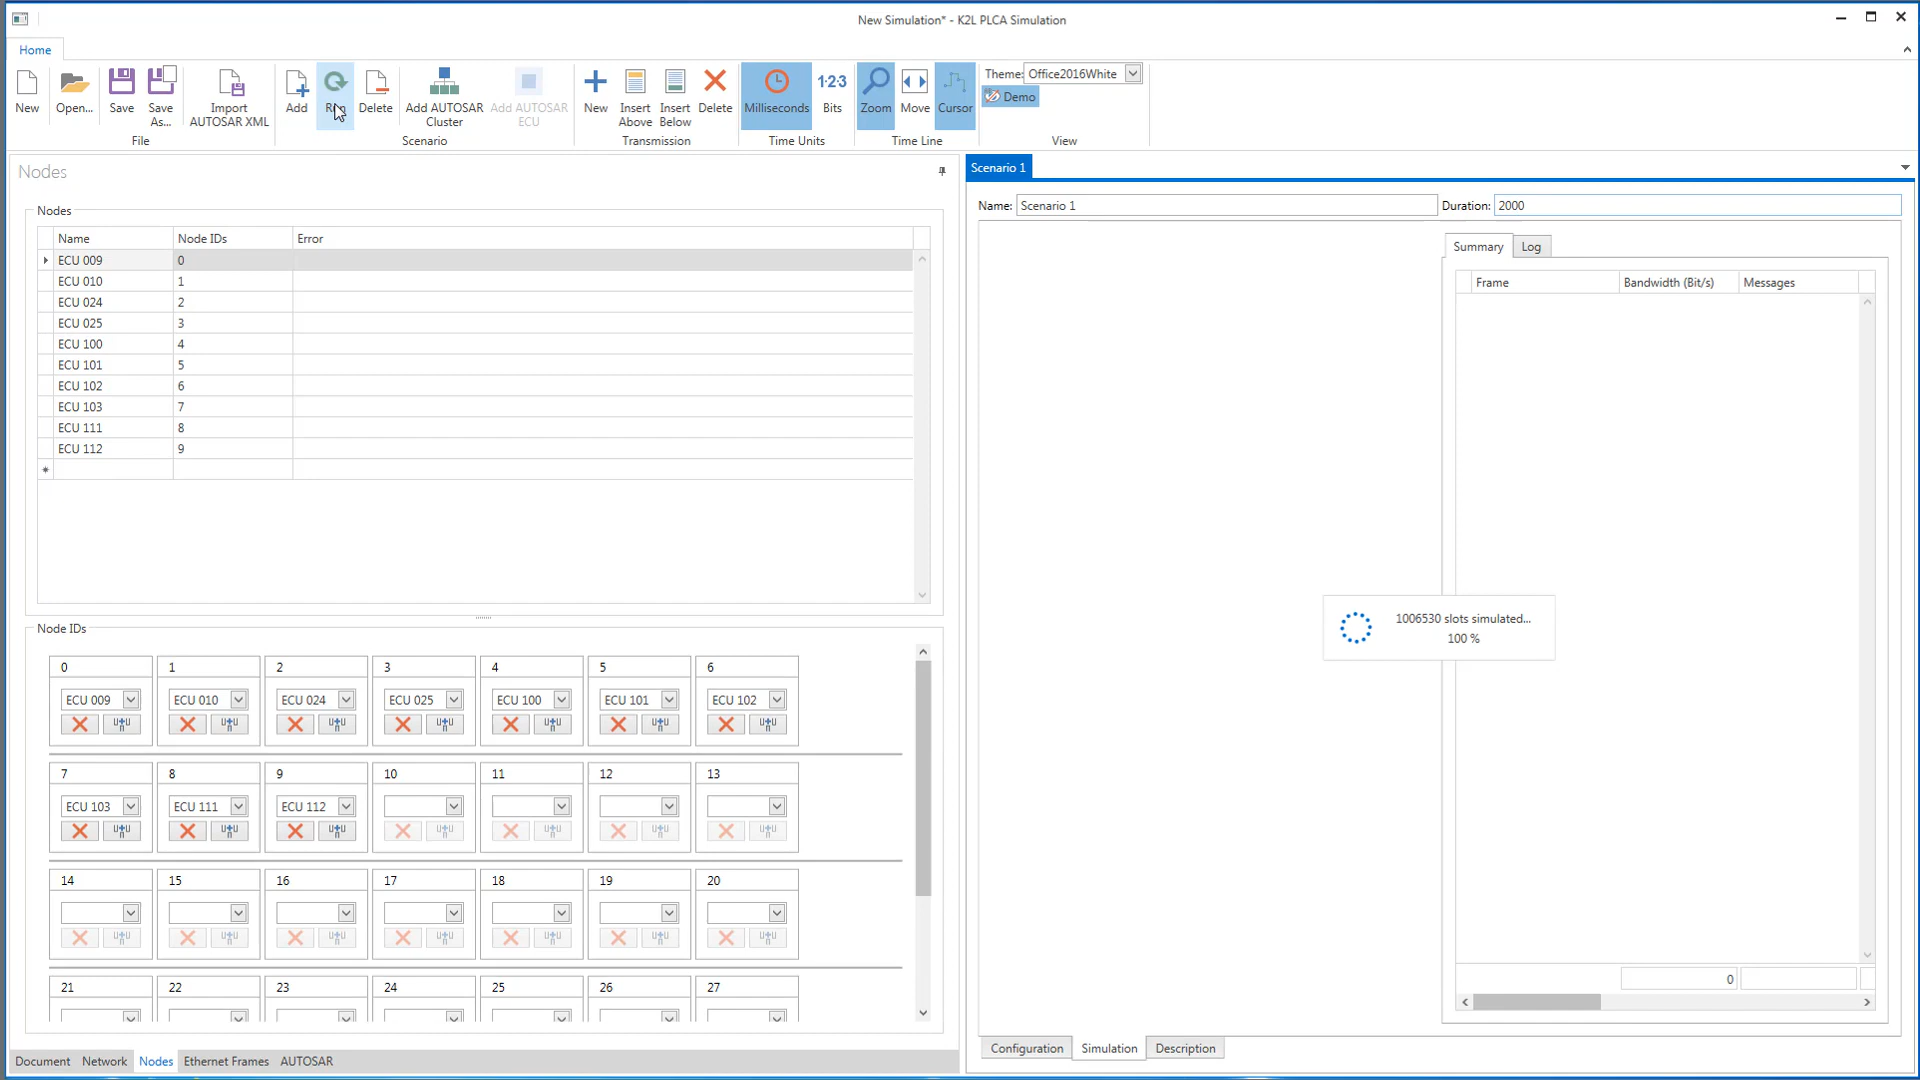 New Simulation* - K2L PLCA Simulation
Home
New
Open...
Save
Save As...
Import AUTOSAR XML
Add
Run
Delete
Add AUTOSAR Cluster
Add AUTOSAR ECU
New
Insert Above
Insert Below
Delete
Milliseconds
1·2·3
Bits
Zoom
Move
Cursor
Theme: Office2016White
Demo
File
Scenario
Transmission
Time Units
Time Line
View
Nodes
Nodes
Name Node IDs Error
ECU 009 0
ECU 010 1
ECU 024 2
ECU 025 3
ECU 100 4
ECU 101 5
ECU 102 6
ECU 103 7
ECU 111 8
ECU 112 9
*
Node IDs
0 1 2 3 4 5 6
ECU 009 ECU 010 ECU 024 ECU 025 ECU 100 ECU 101 ECU 102
7 8 9 10 11 12 13
ECU 103 ECU 111 ECU 112
14 15 16 17 18 19 20
21 22 23 24 25 26 27
Document Network Nodes Ethernet Frames AUTOSAR
Scenario 1
Name: Scenario 1 Duration: 2000
Summary Log
Frame Bandwidth (Bit/s) Messages
1006530 slots simulated...
100 %
0
Configuration Simulation Description